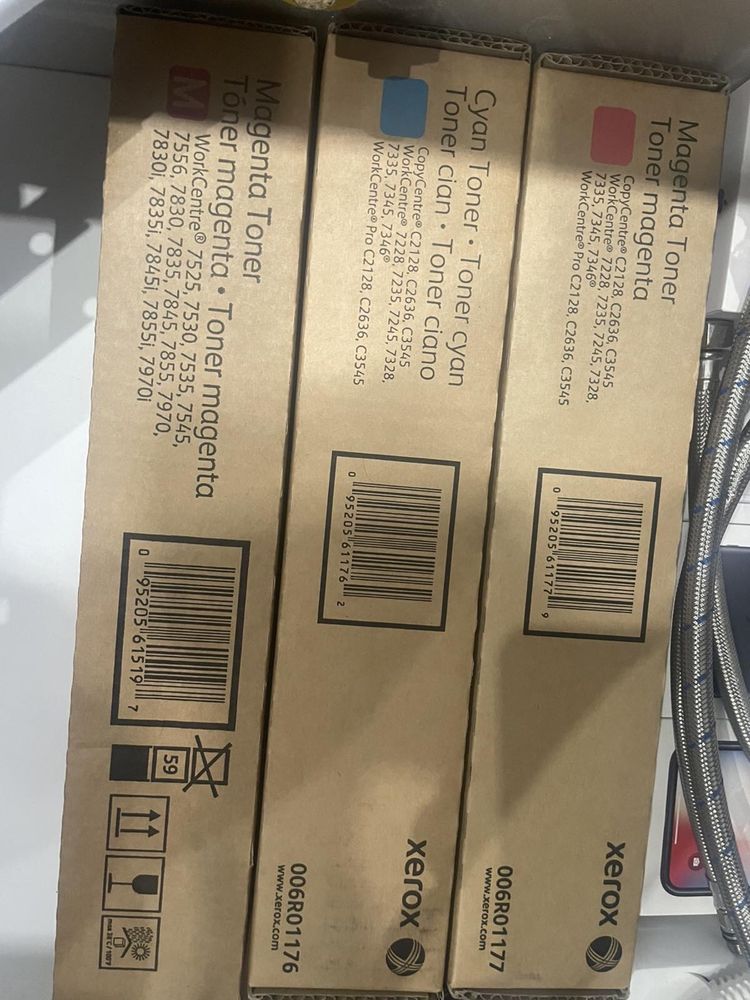 Magenta Toner
Toner magenta
CopyCentre® C2128, C2636, C3545
WorkCentre® 7228, 7235, 7245, 7328,
7335, 7345, 7346®
WorkCentre® Pro C2128, C2636, C3545
0 95205 61177 9
xerox
006R01177
www.xerox.com
Cyan Toner • Toner cyan
Toner cian • Toner ciano
CopyCentre® C2128, C2636, C3545
WorkCentre® 7228, 7235, 7245, 7328,
7335, 7345, 7346®
WorkCentre® Pro C2128, C2636, C3545
0 95205 61176 2
xerox
006R01176
www.xerox.com
M
Magenta Toner
Tóner magenta • Toner magenta
WorkCentre® 7525, 7530, 7535, 7545,
7556, 7830, 7835, 7845, 7855, 7970,
7830i, 7835i, 7845i, 7855i, 7970i
0 95205 61519 7
59